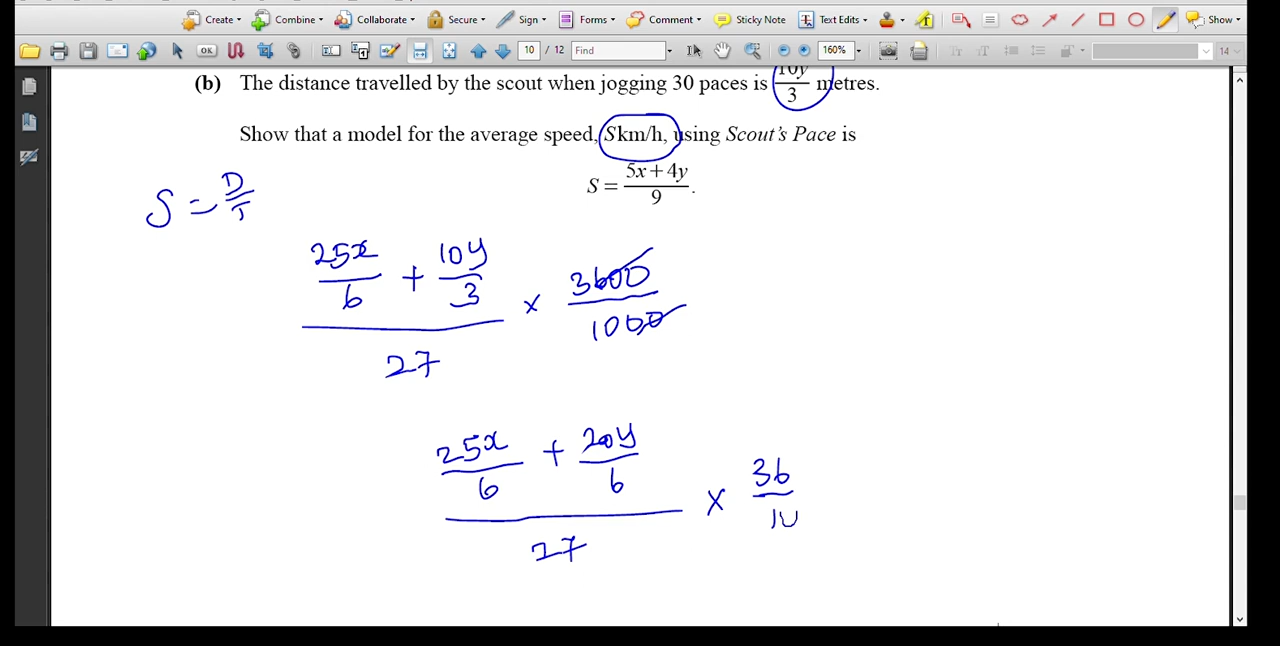 Create Combine Collaborate Secure Sign Forms Comment Sticky Note Text Edits Show
OK 10 / 12 Find 160% 14
10y
(b) The distance travelled by the scout when jogging 30 paces is 3 metres.
Show that a model for the average speed, Skm/h, using Scout's Pace is
S = 5x + 4y / 9 .
S = D/T
25x/6 + 10y/3
× 3600/1000
27
25x/6 + 20y/6
× 36/10
27